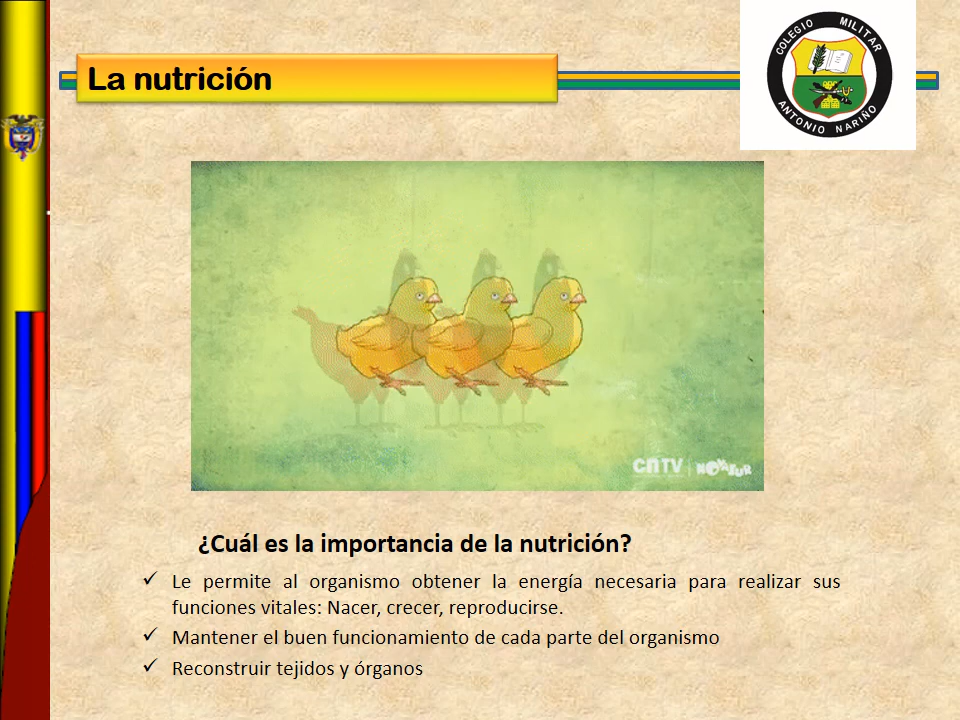 COLEGIO MILITAR
ANTONIO NARIÑO
La nutrición
cnTV NOVASUR
¿Cuál es la importancia de la nutrición?
✓ Le permite al organismo obtener la energía necesaria para realizar sus
funciones vitales: Nacer, crecer, reproducirse.
✓ Mantener el buen funcionamiento de cada parte del organismo
✓ Reconstruir tejidos y órganos